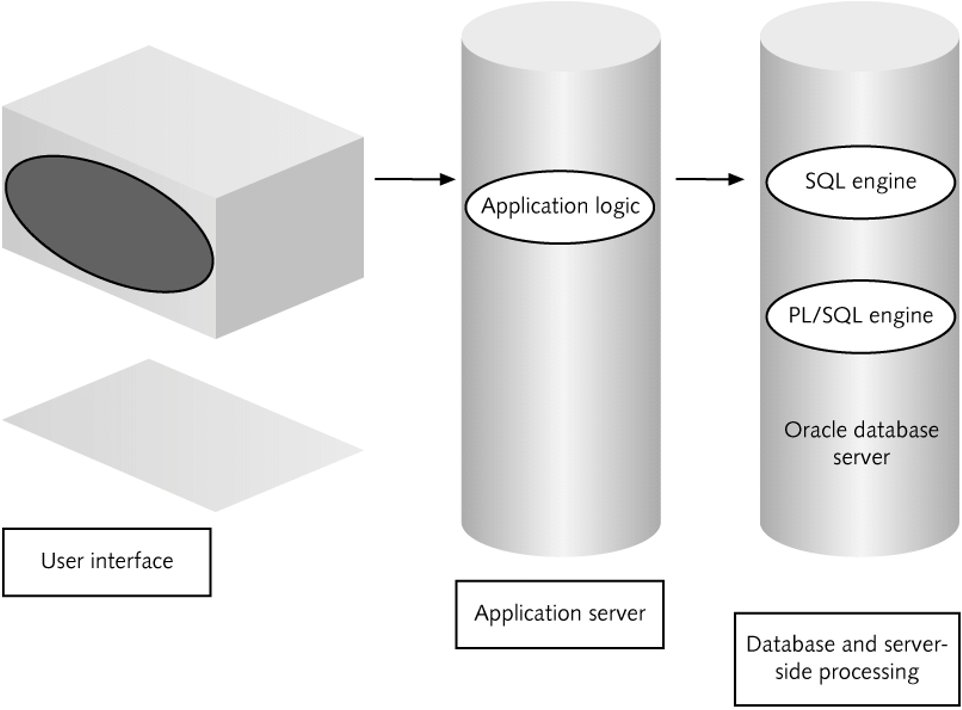 SQL engine
Application logic
PL/SQL engine
Oracle database
server
User interface
Application server
Database and server-
side processing